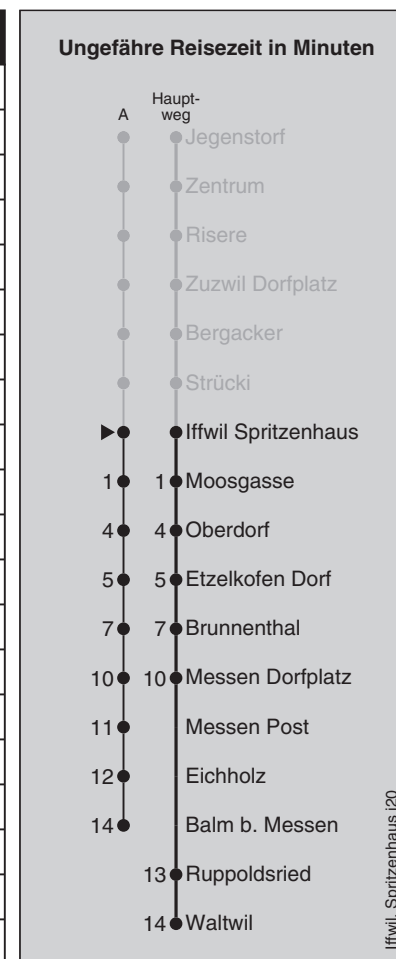 Ungefähre Reisezeit in Minuten
A
Haupt-
weg
Jegenstorf
Zentrum
Risere
Zuzwil Dorfplatz
Bergacker
Strücki
Iffwil Spritzenhaus
1 1 Moosgasse
4 4 Oberdorf
5 5 Etzelkofen Dorf
7 7 Brunnenthal
10 10 Messen Dorfplatz
11 Messen Post
12 Eichholz
14 Balm b. Messen
13 Ruppoldsried
14 Waltwil
Iffwil, Spritzenhaus j20